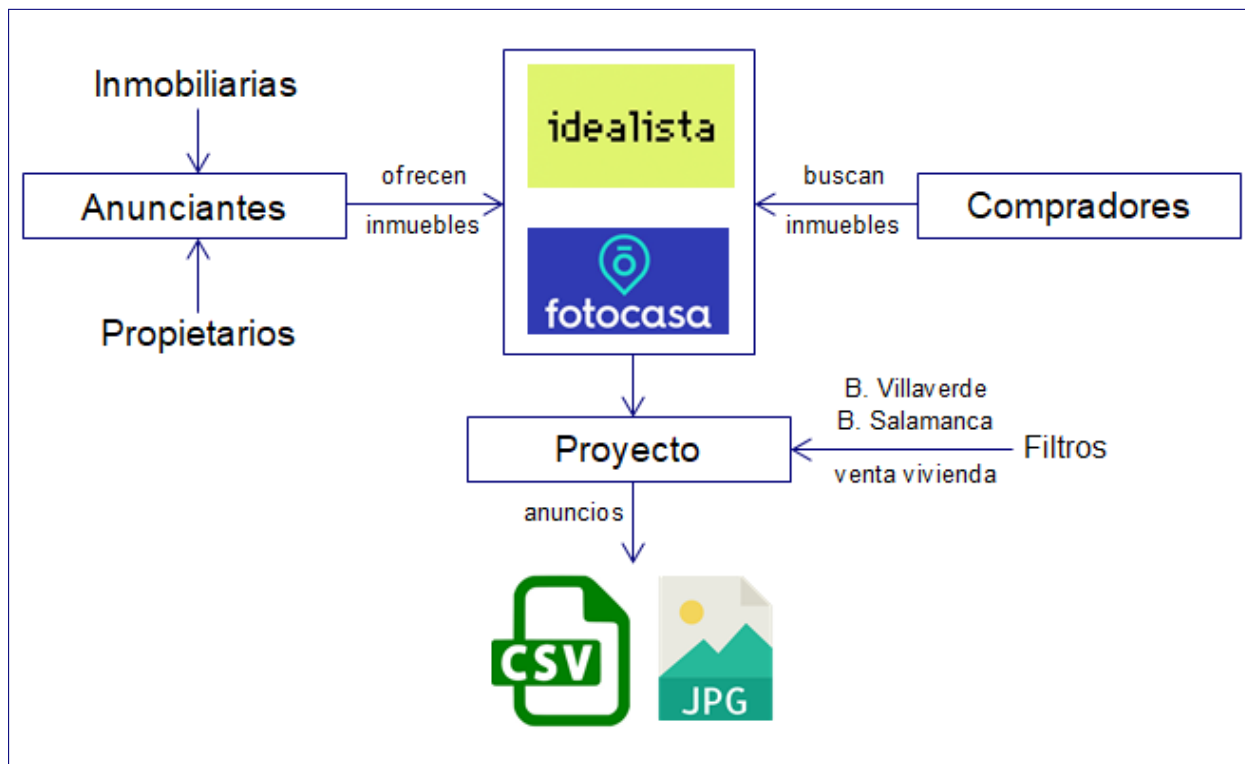 Inmobiliarias
Anunciantes
Propietarios
ofrecen
inmuebles
idealista
fotocasa
buscan
inmuebles
Compradores
Proyecto
B. Villaverde
B. Salamanca
venta vivienda
Filtros
anuncios
CSV
JPG